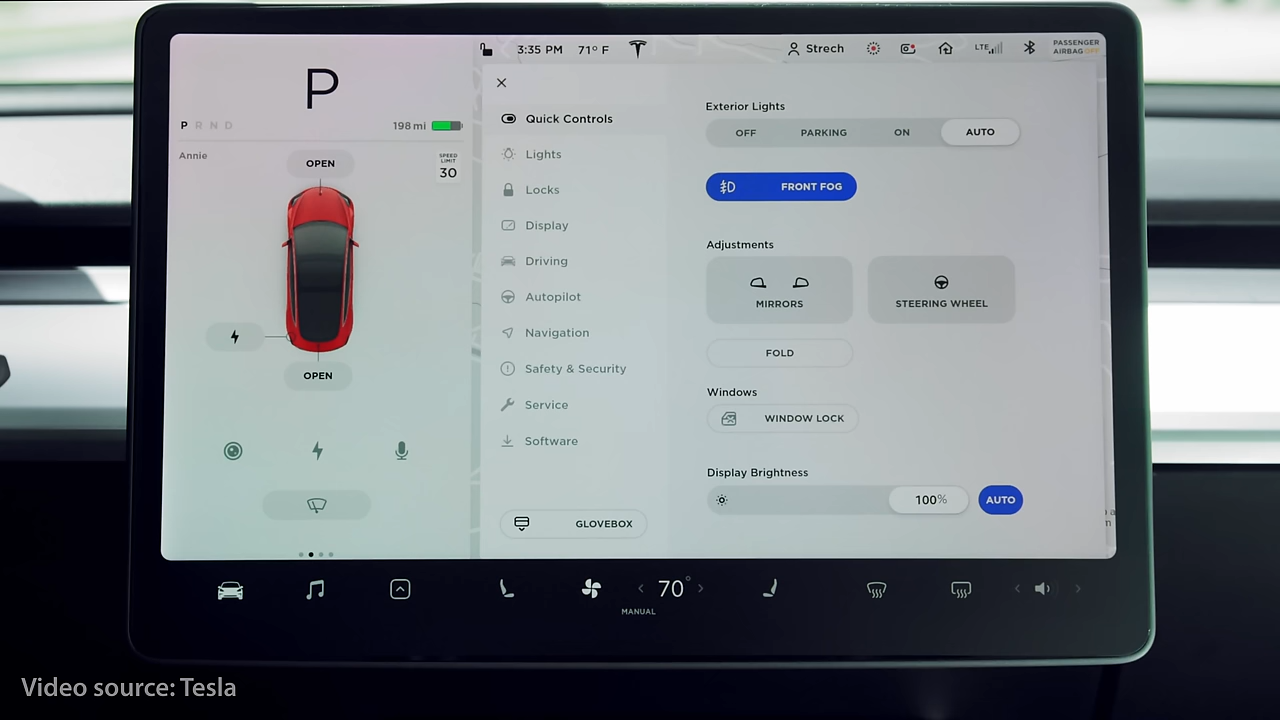 P
P R N D
198 mi
Annie
OPEN
SPEED
LIMIT
30
OPEN
3:35 PM 71° F
Strech
LTE
PASSENGER
AIRBAG OFF
Quick Controls
Lights
Locks
Display
Driving
Autopilot
Navigation
Safety & Security
Service
Software
GLOVEBOX
Exterior Lights
OFF PARKING ON AUTO
FRONT FOG
Adjustments
MIRRORS
STEERING WHEEL
FOLD
Windows
WINDOW LOCK
Display Brightness
100% AUTO
< 70° >
MANUAL
< >
Video source: Tesla